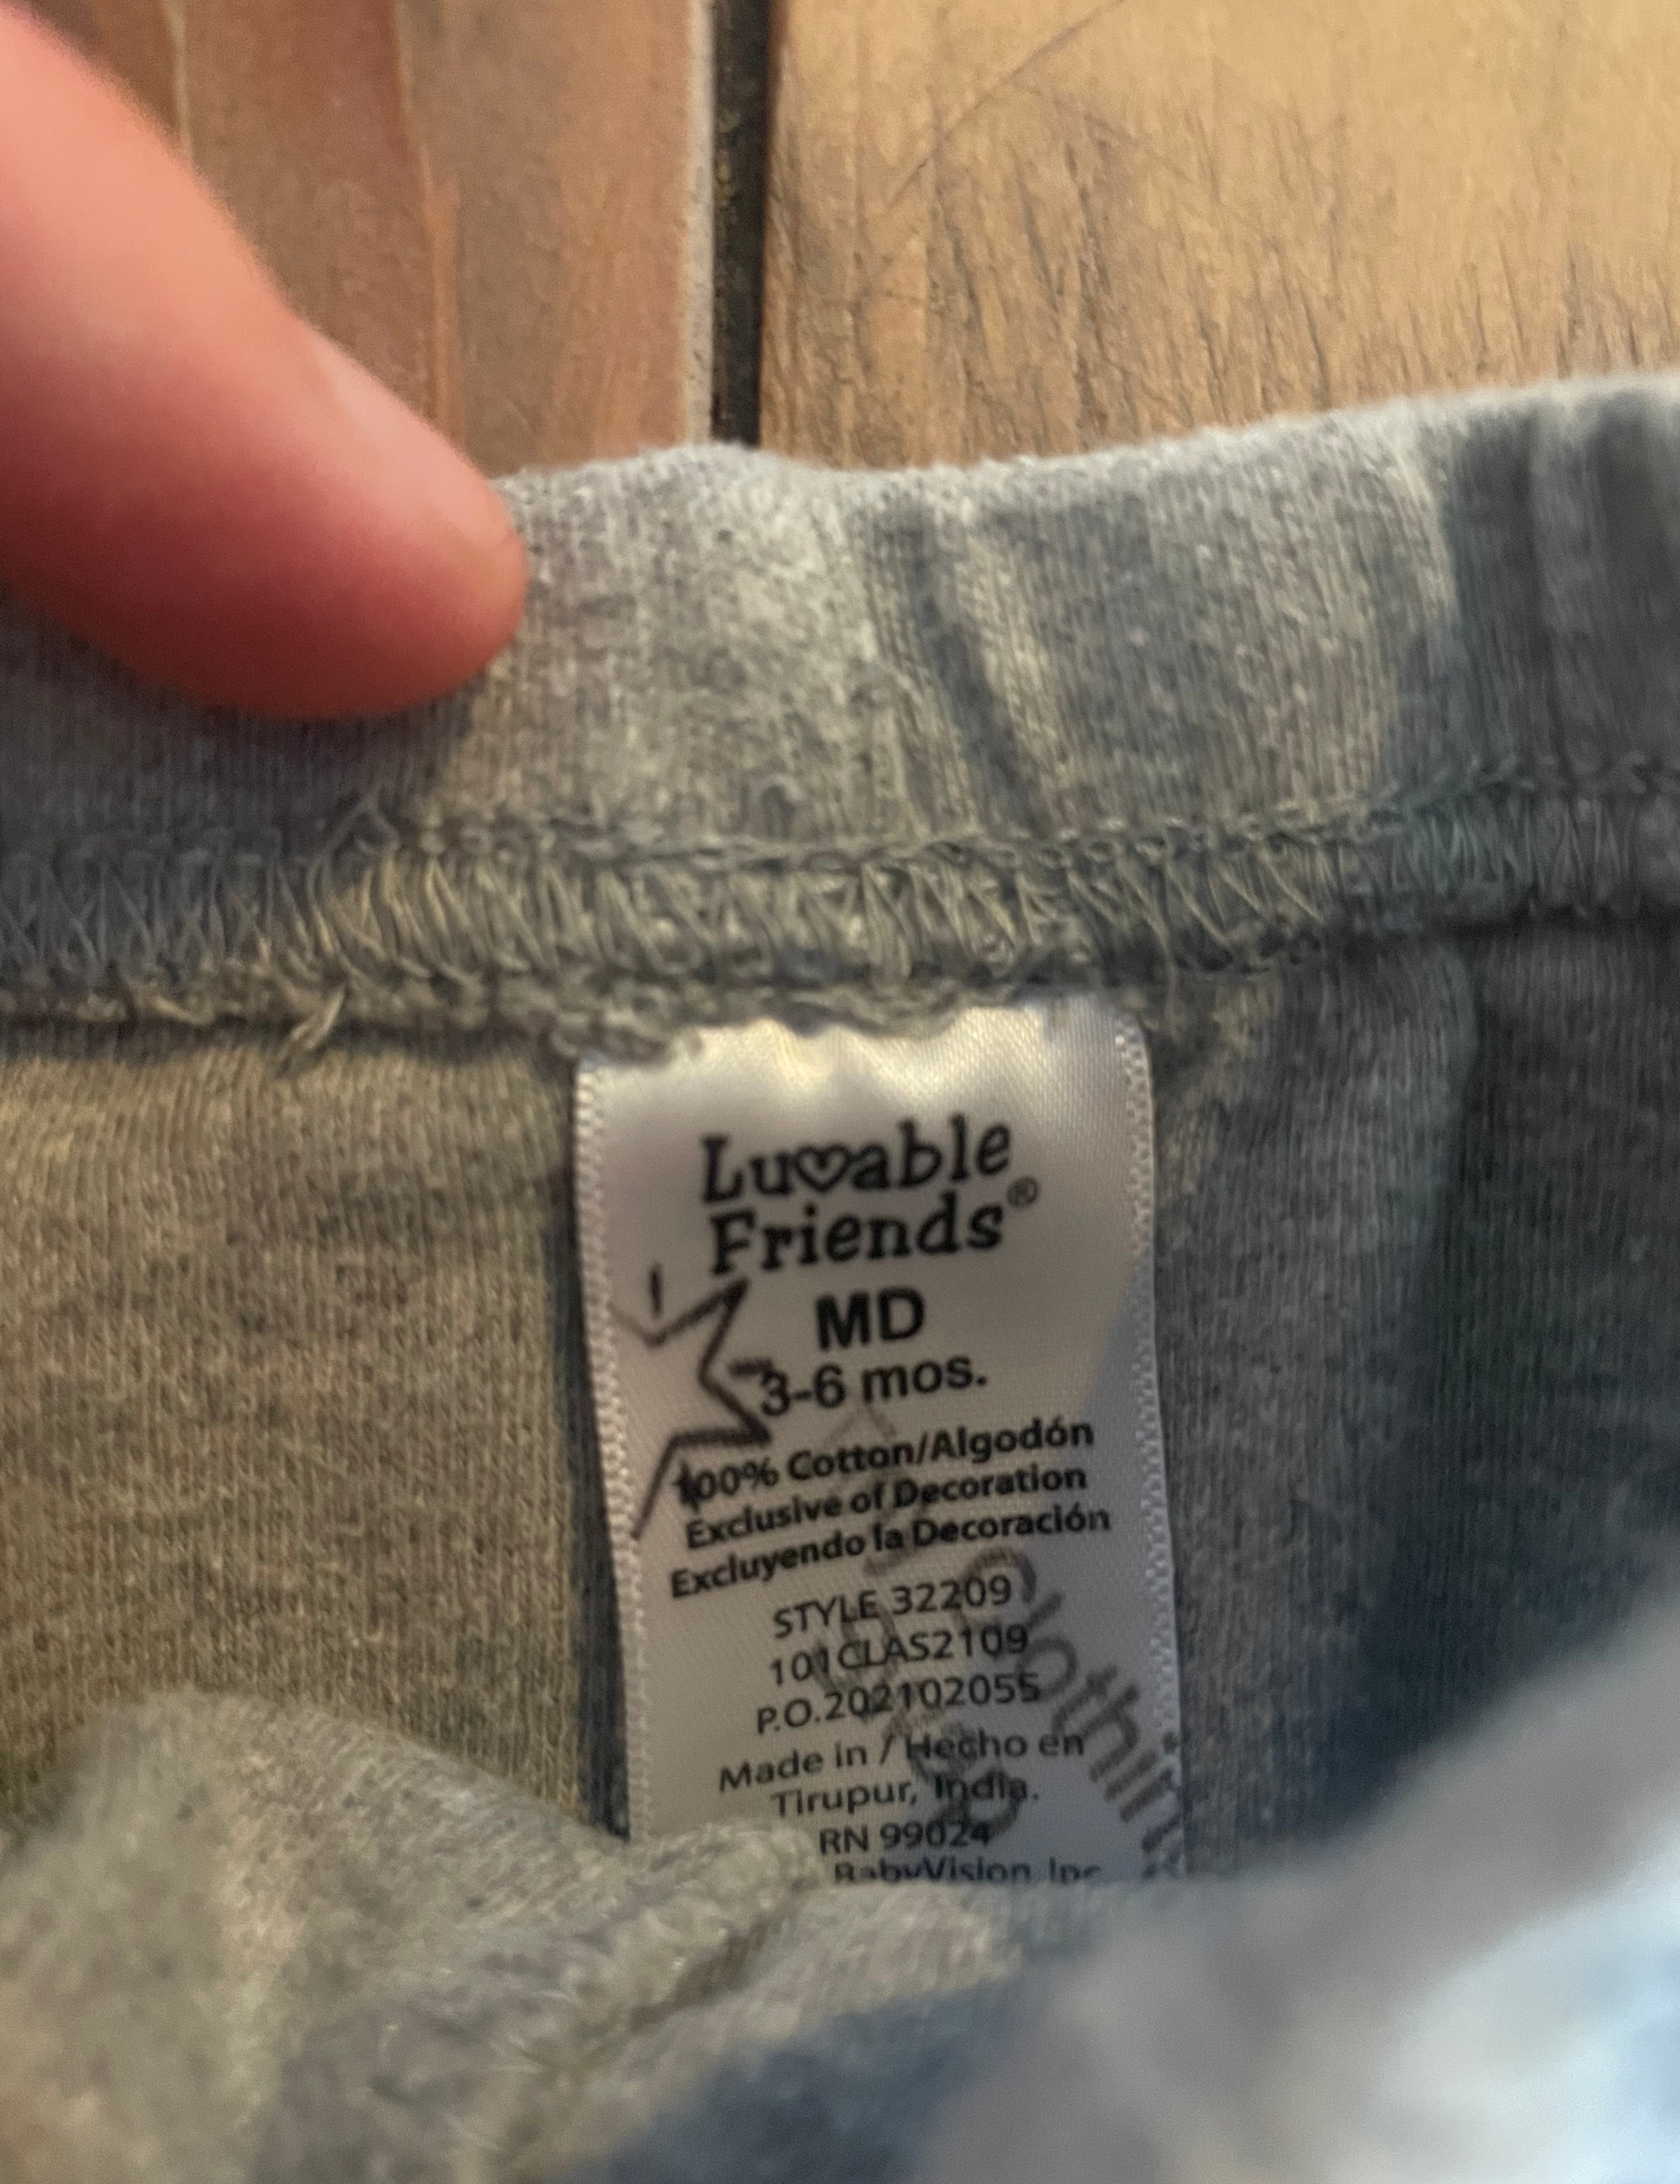 Luvable
Friends®
MD
3-6 mos.
100% Cotton/Algodón
Exclusive of Decoration
Excluyendo la Decoración
STYLE 32209
101CLAS2109
P.O.202102055
Made in / Hecho en
Tirupur, India.
RN 99024
BabyVision, Inc.